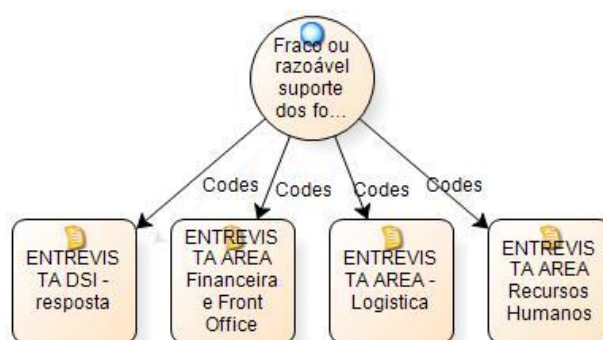 Fraco ou
razoável
suporte
dos fo...
Codes
Codes
Codes
Codes
ENTREVIS
TA DSI -
resposta
ENTREVIS
TA AREA
Financeira
e Front
Office
ENTREVIS
TA AREA -
Logistica
ENTREVIS
TA AREA
Recursos
Humanos